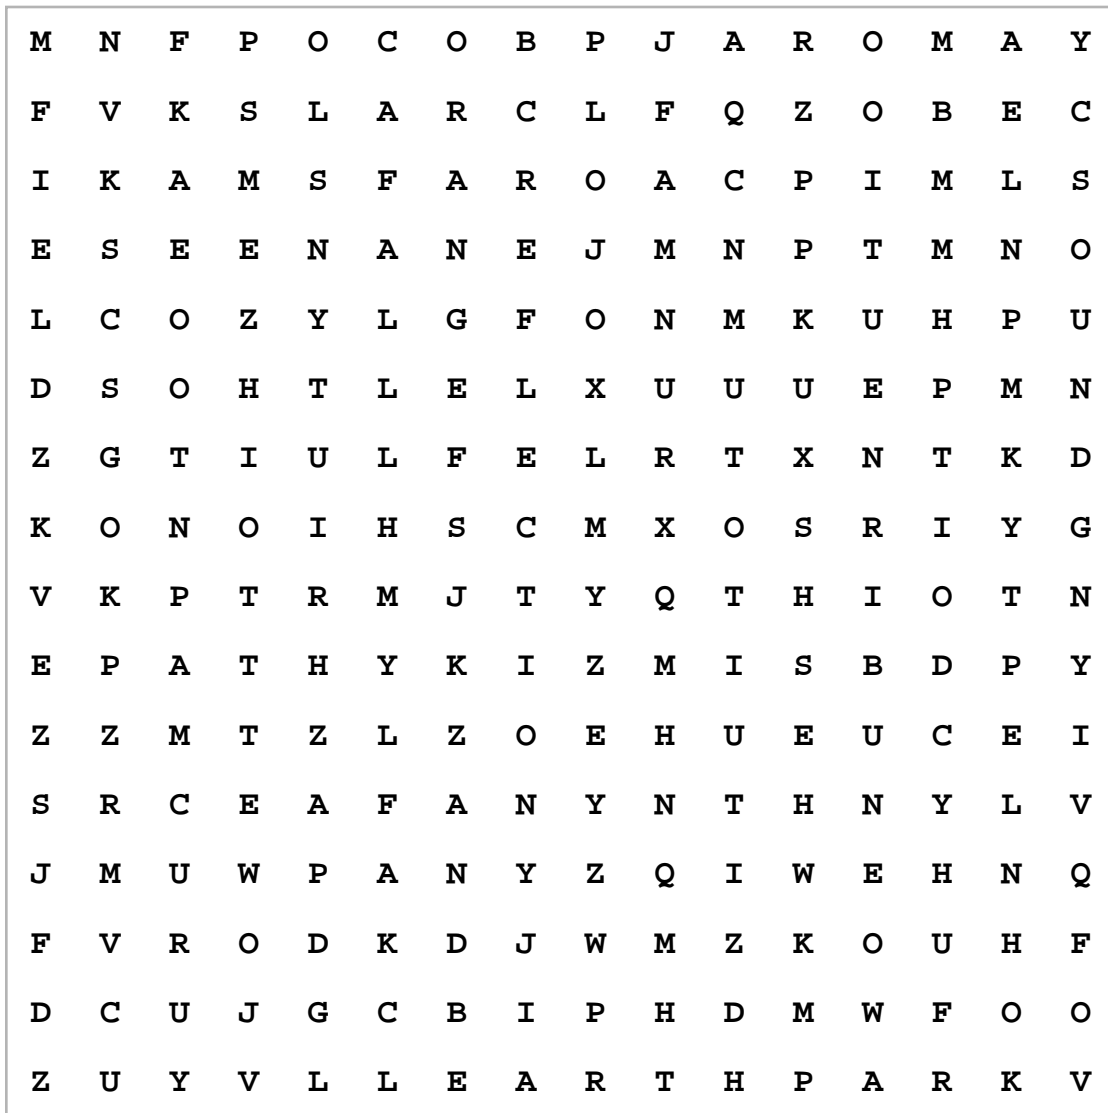 M N F P O C O B P J A R O M A Y
F V K S L A R C L F Q Z O B E C
I K A M S F A R O A C P I M L S
E S E E N A N E J M N P T M N O
L C O Z Y L G F O N M K U H P U
D S O H T L E L X U U U E P M N
Z G T I U L F E L R T X N T K D
K O N O I H S C M X O S R I Y G
V K P T R M J T Y Q T H I O T N
E P A T H Y K I Z M I S B D P Y
Z Z M T Z L Z O E H U E U C E I
S R C E A F A N Y N T H N Y L V
J M U W P A N Y Z Q I W E H N Q
F V R O D K D J W M Z K O U H F
D C U J G C B I P H D M W F O O
Z U Y V L L E A R T H P A R K V